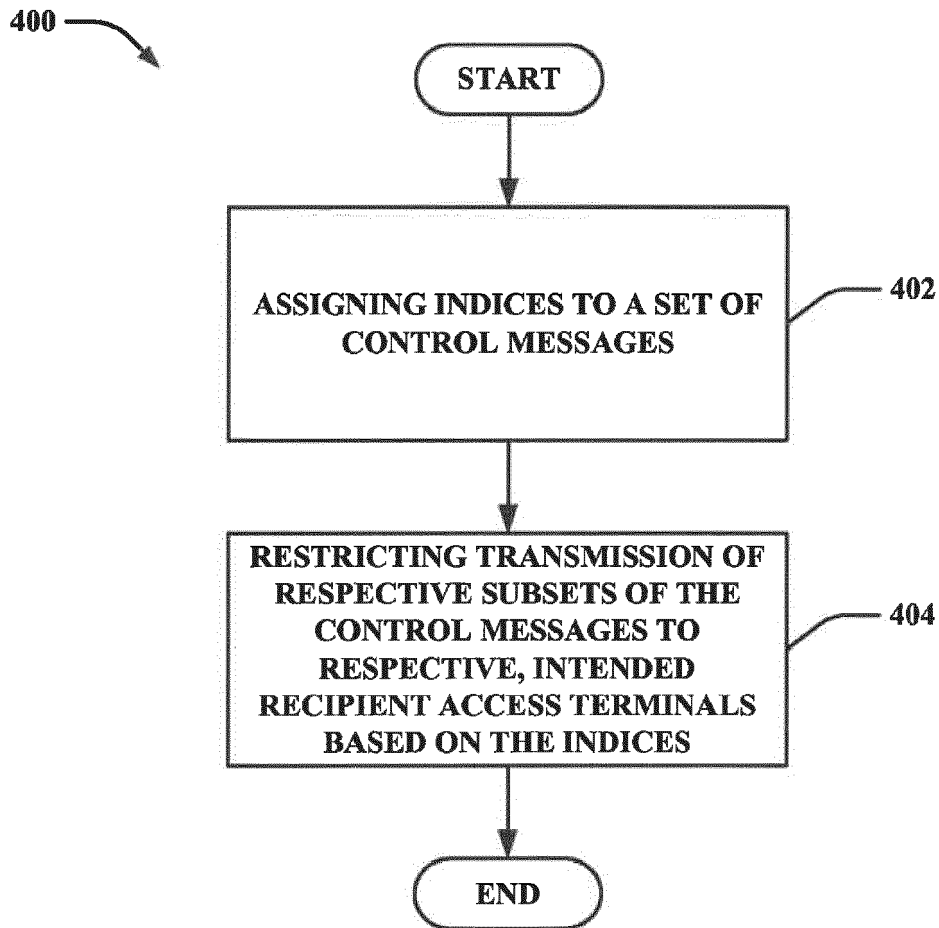 400
START
ASSIGNING INDICES TO A SET OF
CONTROL MESSAGES
402
RESTRICTING TRANSMISSION OF
RESPECTIVE SUBSETS OF THE
CONTROL MESSAGES TO
RESPECTIVE, INTENDED
RECIPIENT ACCESS TERMINALS
BASED ON THE INDICES
404
END